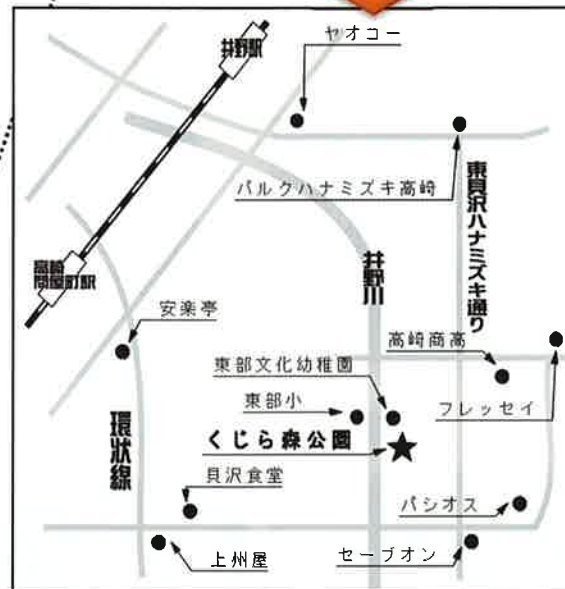 ヤオコー
井野駅
パルクハナミズキ高崎
東貝沢ハナミズキ通り
井野川
高崎
問屋町駅
安楽亭
高崎商高
東部文化幼稚園
東部小
フレッセイ
くじら森公園
環状線
貝沢食堂
パシオス
上州屋
セーブオン